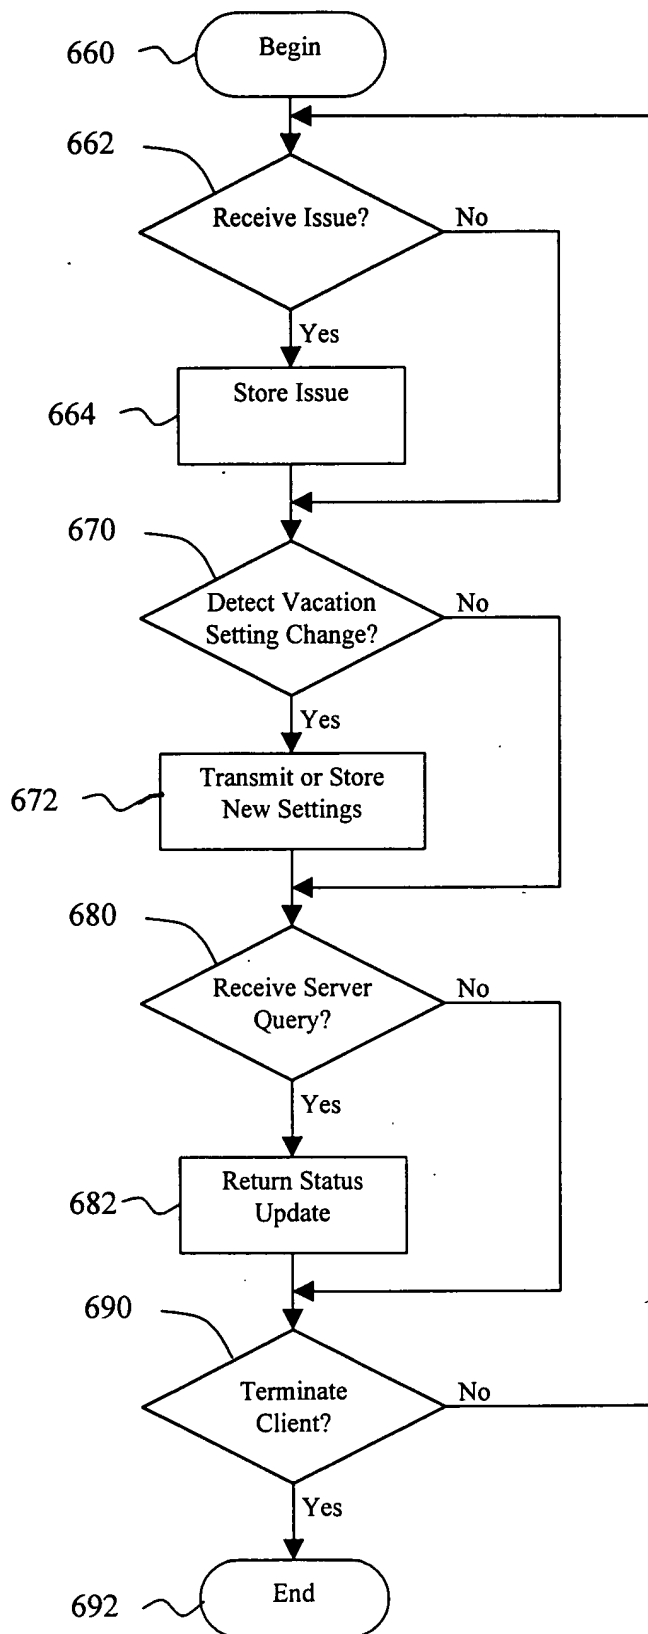 660
Begin
662
Receive Issue?
No
Yes
664
Store Issue
670
Detect Vacation
Setting Change?
No
Yes
672
Transmit or Store
New Settings
680
Receive Server
Query?
No
Yes
682
Return Status
Update
690
Terminate
Client?
No
Yes
692
End